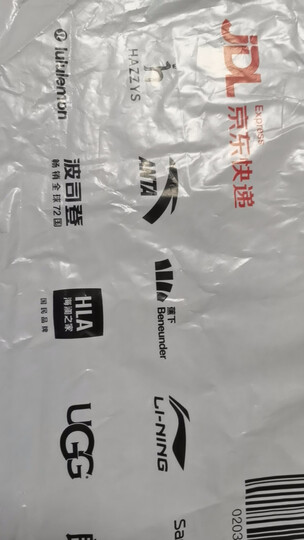 JDL
Express
京东快递
HAZZYS
lululemon
ANTA
波司登
畅销全球72国
蕉下
Beneunder
HLA
海澜之家
国民品牌
LI-NING
UGG
Sa
0203